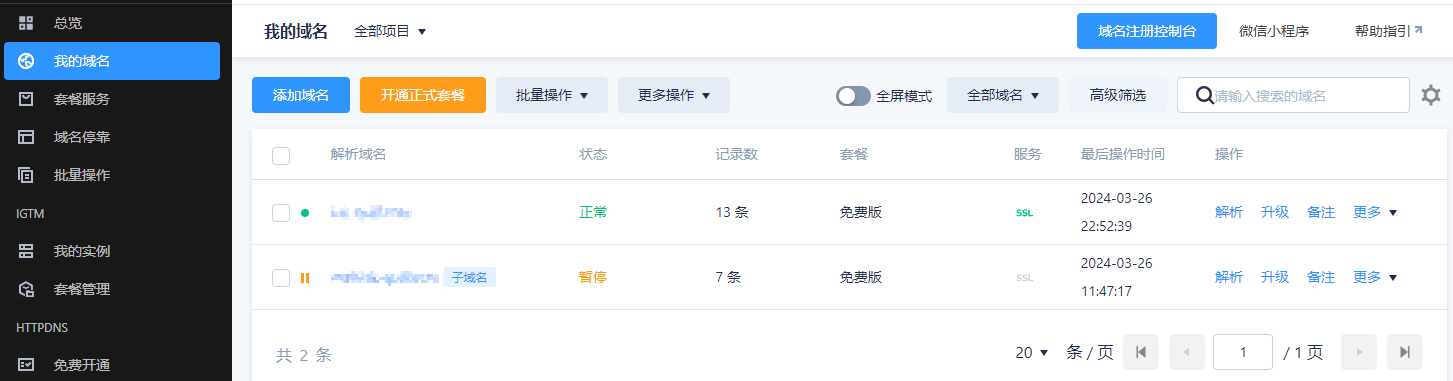 总览
我的域名
套餐服务
域名停靠
批量操作
IGTM
我的实例
套餐管理
HTTPDNS
免费开通
我的域名 全部项目 域名注册控制台 微信小程序 帮助指引
添加域名 开通正式套餐 批量操作 更多操作 全屏模式 全部域名 高级筛选 请输入搜索的域名
解析域名 状态 记录数 套餐 服务 最后操作时间 操作
正常 13 条 免费版 SSL 2024-03-26 22:52:39 解析 升级 备注 更多
子域名 暂停 7 条 免费版 SSL 2024-03-26 11:47:17 解析 升级 备注 更多
共 2 条 20 条 / 页 1 / 1 页